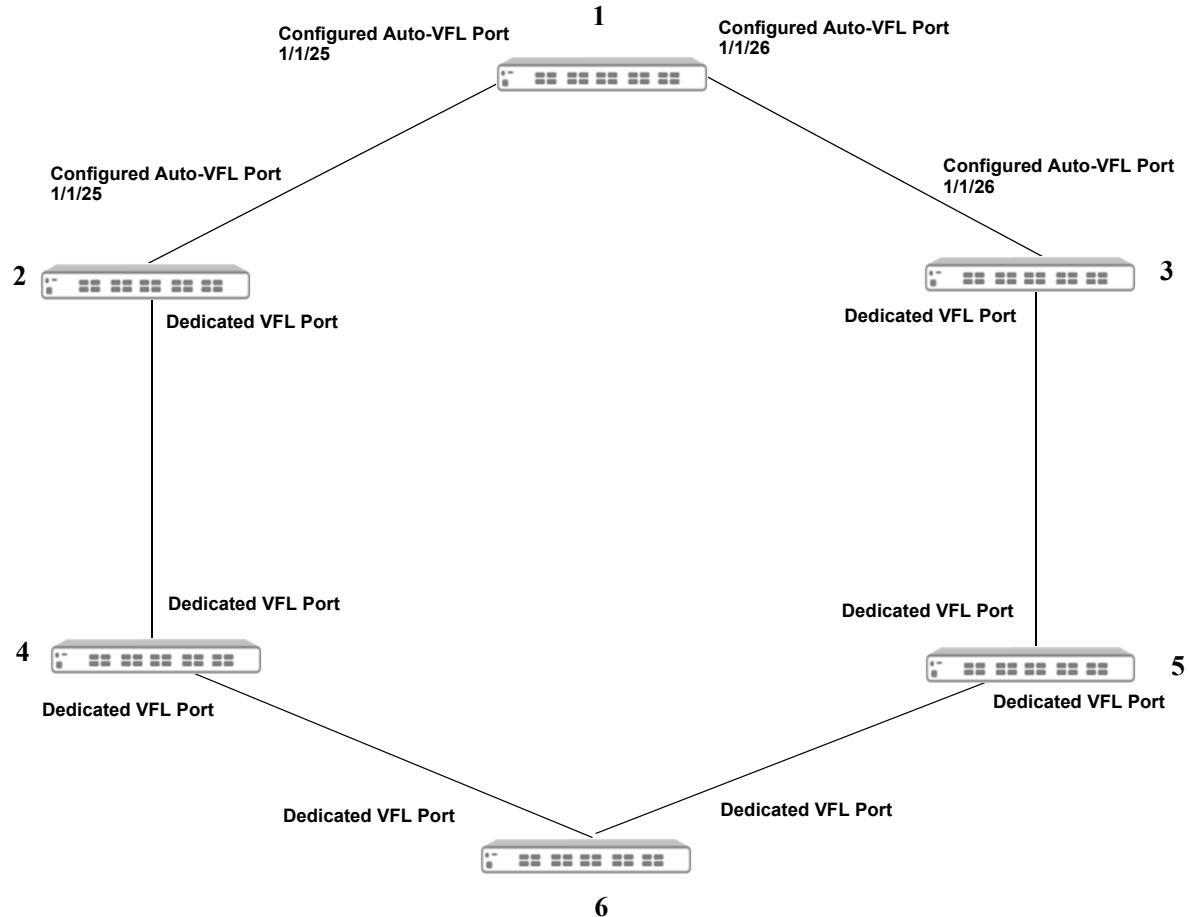 1
Configured Auto-VFL Port
1/1/25
Configured Auto-VFL Port
1/1/26
Configured Auto-VFL Port
1/1/25
Configured Auto-VFL Port
1/1/26
2
3
Dedicated VFL Port
Dedicated VFL Port
Dedicated VFL Port
Dedicated VFL Port
4
5
Dedicated VFL Port
Dedicated VFL Port
Dedicated VFL Port
Dedicated VFL Port
6